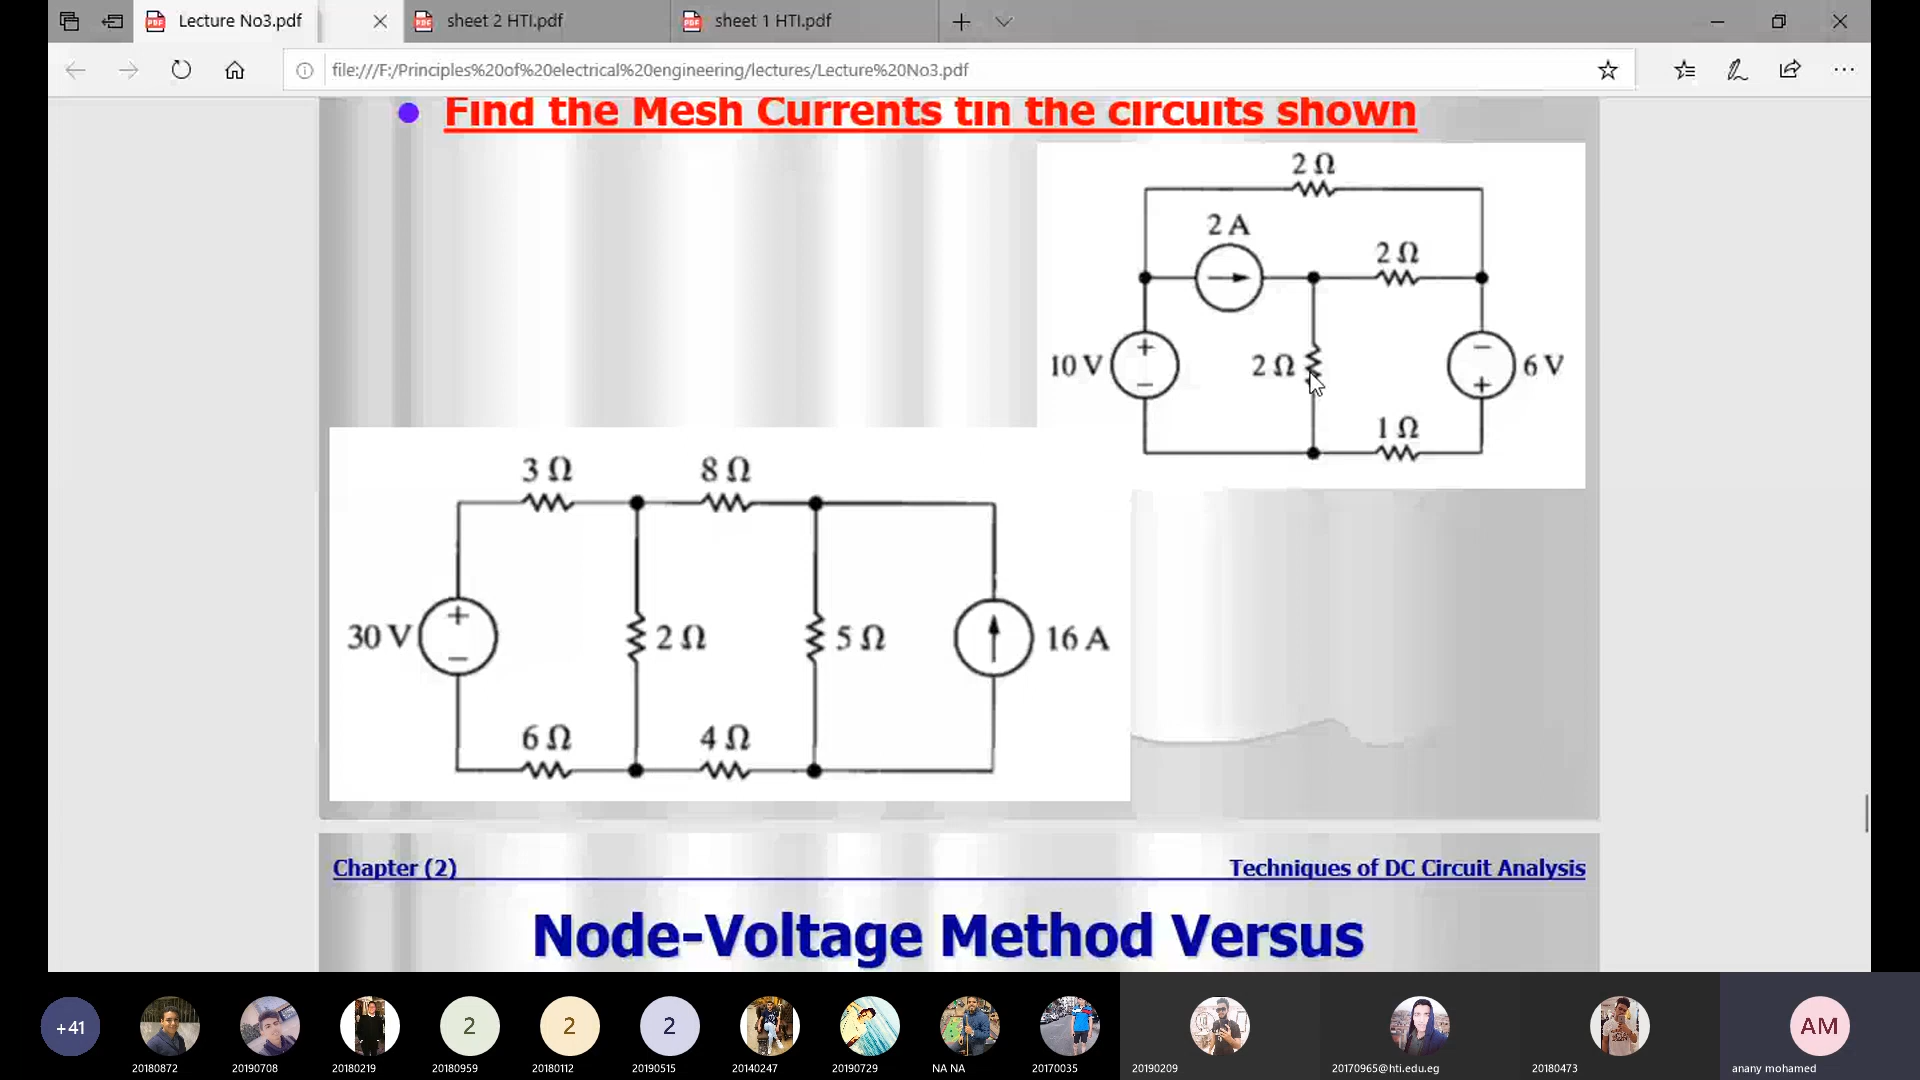 Lecture No3.pdf
sheet 2 HTI.pdf
sheet 1 HTI.pdf
file:///F:/Principles%20of%20electrical%20engineering/lectures/Lecture%20No3.pdf
Find the Mesh Currents tin the circuits shown
2 Ω
2 A
2 Ω
10 V
+
−
2 Ω
−
+
6 V
1 Ω
3 Ω
8 Ω
30 V
+
−
2 Ω
5 Ω
16 A
6 Ω
4 Ω
Chapter (2)
Techniques of DC Circuit Analysis
Node-Voltage Method Versus
+41
2
2
2
AM
20180872
20190708
20180219
20180959
20180112
20190515
20140247
20190729
NA NA
20170035
20190209
20170965@hti.edu.eg
20180473
anany mohamed